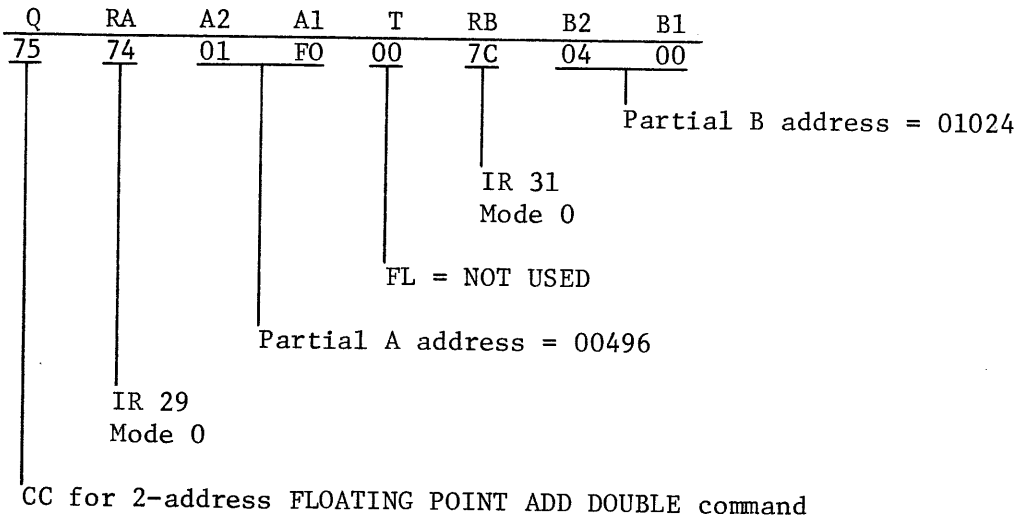 Q RA A2 A1 T RB B2 B1
75 74 01 F0 00 7C 04 00
Partial B address = 01024
IR 31
Mode 0
FL = NOT USED
Partial A address = 00496
IR 29
Mode 0
CC for 2-address FLOATING POINT ADD DOUBLE command